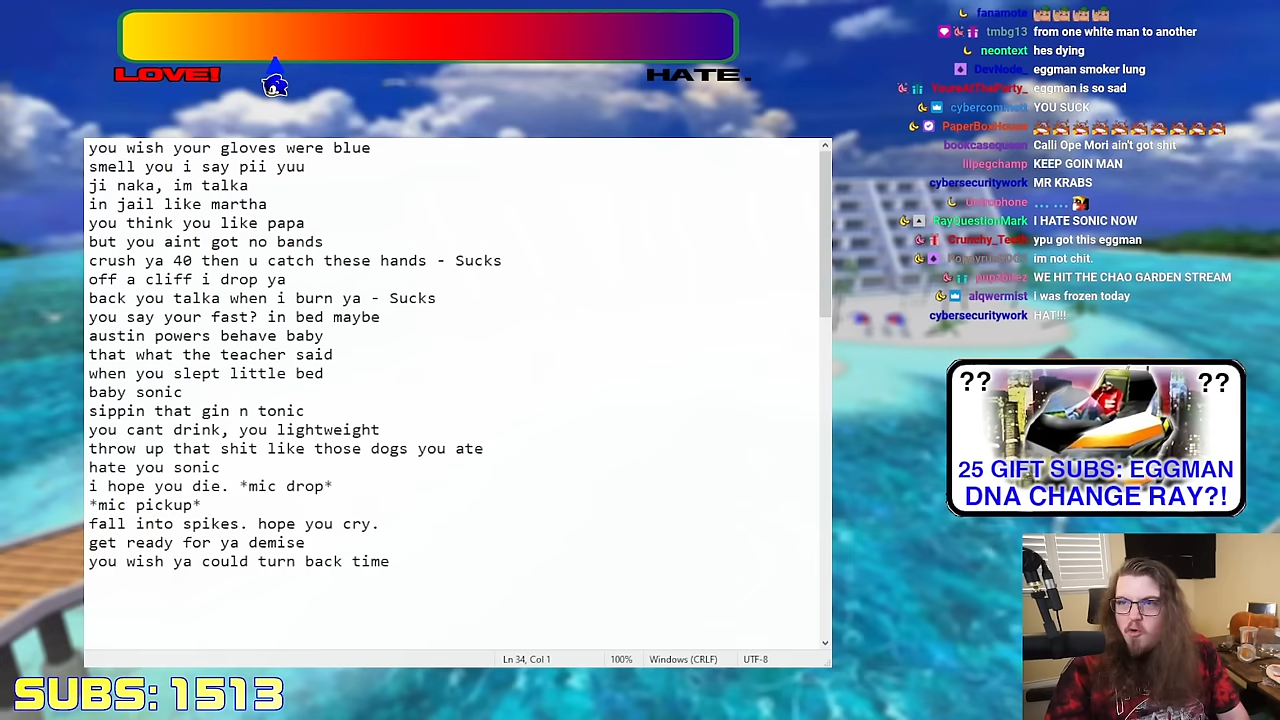 LOVE!
HATE.
you wish your gloves were blue
smell you i say pii yuu
ji naka, im talka
in jail like martha
you think you like papa
but you aint got no bands
crush ya 40 then u catch these hands - Sucks
off a cliff i drop ya
back you talka when i burn ya - Sucks
you say your fast? in bed maybe
austin powers behave baby
that what the teacher said
when you slept little bed
baby sonic
sippin that gin n tonic
you cant drink, you lightweight
throw up that shit like those dogs you ate
hate you sonic
i hope you die. *mic drop*
*mic pickup*
fall into spikes. hope you cry.
get ready for ya demise
you wish ya could turn back time
Ln 34, Col 1
100%
Windows (CRLF)
UTF-8
SUBS: 1513
fanamote
tmbg13 from one white man to another
neontext hes dying
DevNode_ eggman smoker lung
YoureAtTheParty_ eggman is so sad
YOU SUCK
PaperBoxHouse
bookcasequeen Calli Ope Mori ain't got shit
lilpegchamp KEEP GOIN MAN
cybersecuritywork MR KRABS
... ...
RayQuestionMark I HATE SONIC NOW
Crunchy_Teeth ypu got this eggman
im not chit.
WE HIT THE CHAO GARDEN STREAM
alqwermist I was frozen today
cybersecuritywork HAT!!!
?? ??
25 GIFT SUBS: EGGMAN
DNA CHANGE RAY?!